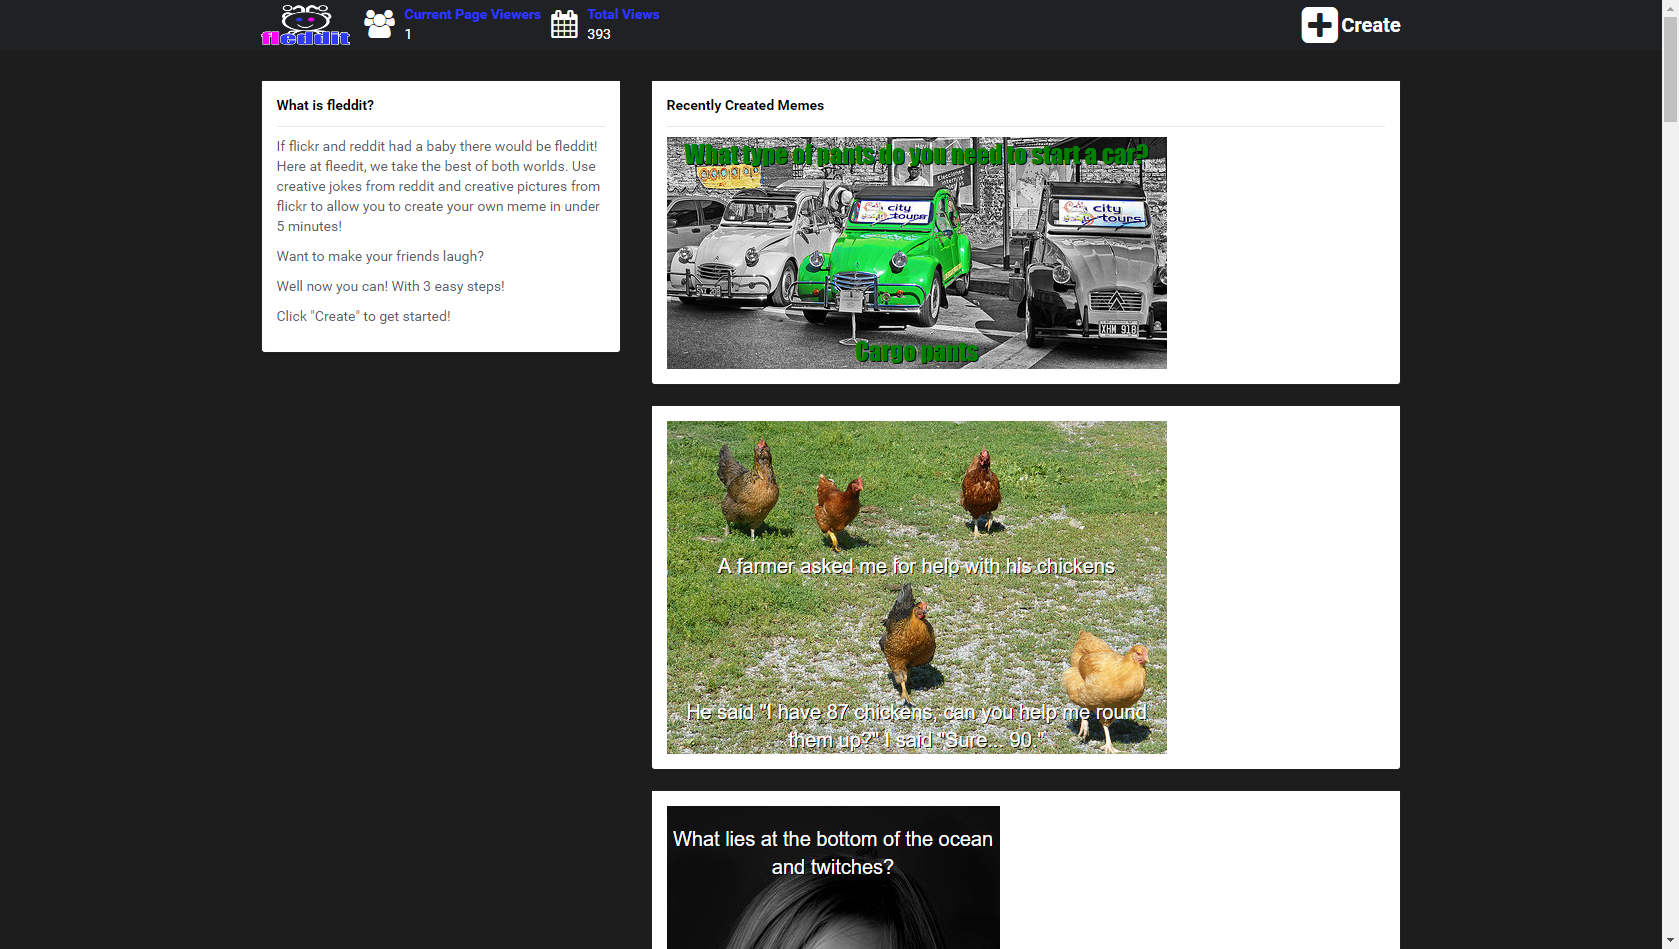 fleddit
Current Page Viewers
1
Total Views
393
Create
What is fleddit?
If flickr and reddit had a baby there would be fleddit!
Here at fleedit, we take the best of both worlds. Use
creative jokes from reddit and creative pictures from
flickr to allow you to create your own meme in under
5 minutes!
Want to make your friends laugh?
Well now you can! With 3 easy steps!
Click "Create" to get started!
Recently Created Memes
What type of pants do you need to start a car?
Elecciones
city
tours
city
tours
XHM 918
Cargo pants
A farmer asked me for help with his chickens
He said "I have 87 chickens, can you help me round
them up?" I said "Sure... 90."
What lies at the bottom of the ocean
and twitches?